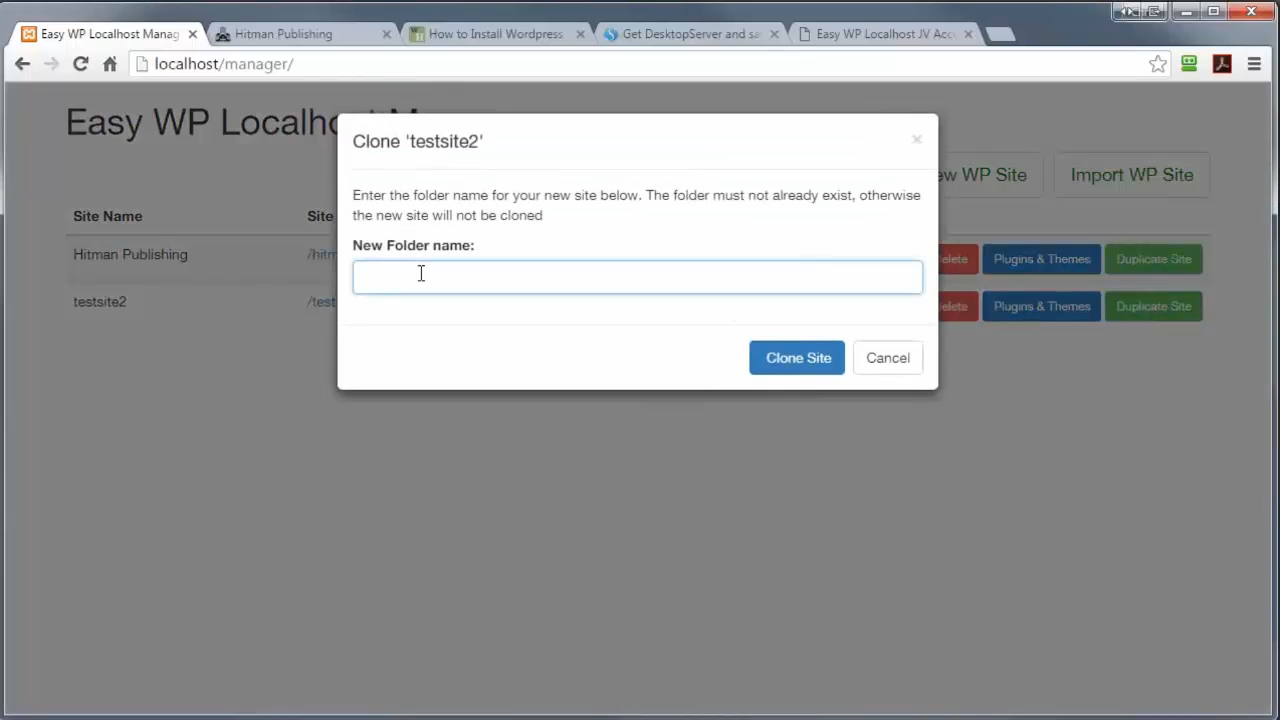 Easy WP Localhost Manag
Hitman Publishing
How to Install Wordpress
Get DesktopServer and sa
Easy WP Localhost JV Acc
localhost/manager/
Easy WP Localho
Clone 'testsite2'
Enter the folder name for your new site below. The folder must not already exist, otherwise
the new site will not be cloned
New Folder name:
Clone Site Cancel
ew WP Site Import WP Site
Site Name Site
Hitman Publishing /hitm elete Plugins & Themes Duplicate Site
testsite2 /test elete Plugins & Themes Duplicate Site